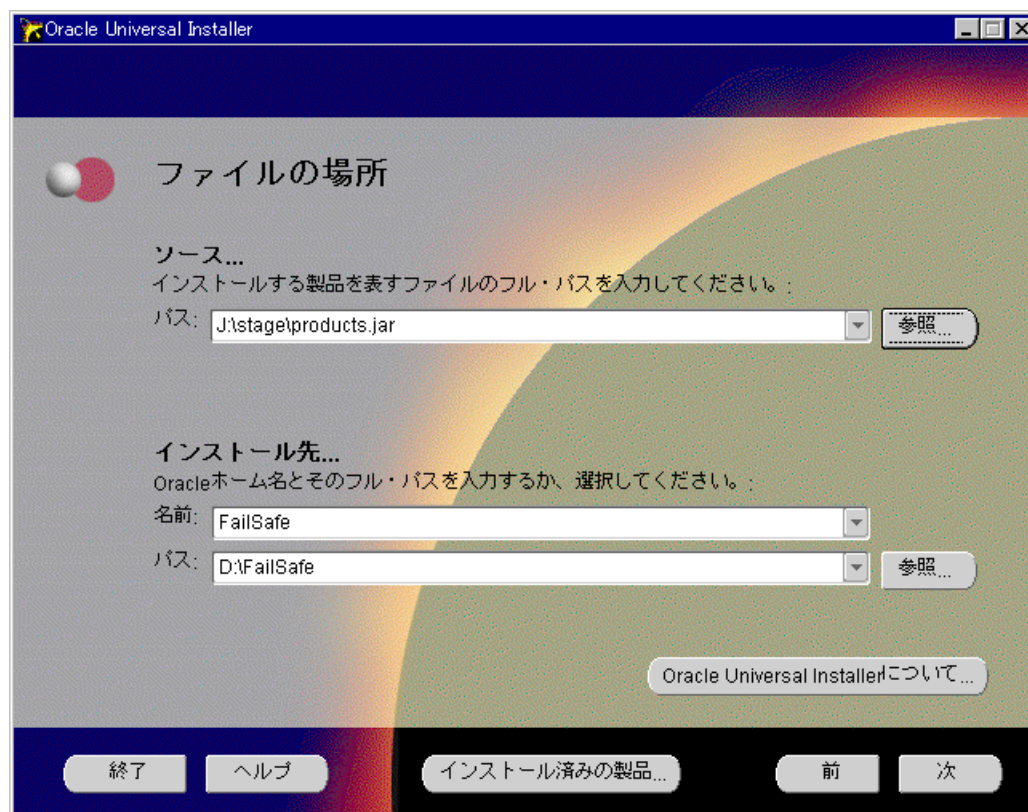 Oracle Universal Installer
ファイルの場所
ソース...
インストールする製品を表すファイルのフル・パスを入力してください。:
パス: J:\stage\products.jar 参照...
インストール先...
Oracleホーム名とそのフル・パスを入力するか、選択してください。:
名前: FailSafe
パス: D:\FailSafe 参照...
Oracle Universal Installerについて...
終了 ヘルプ インストール済みの製品... 前 次